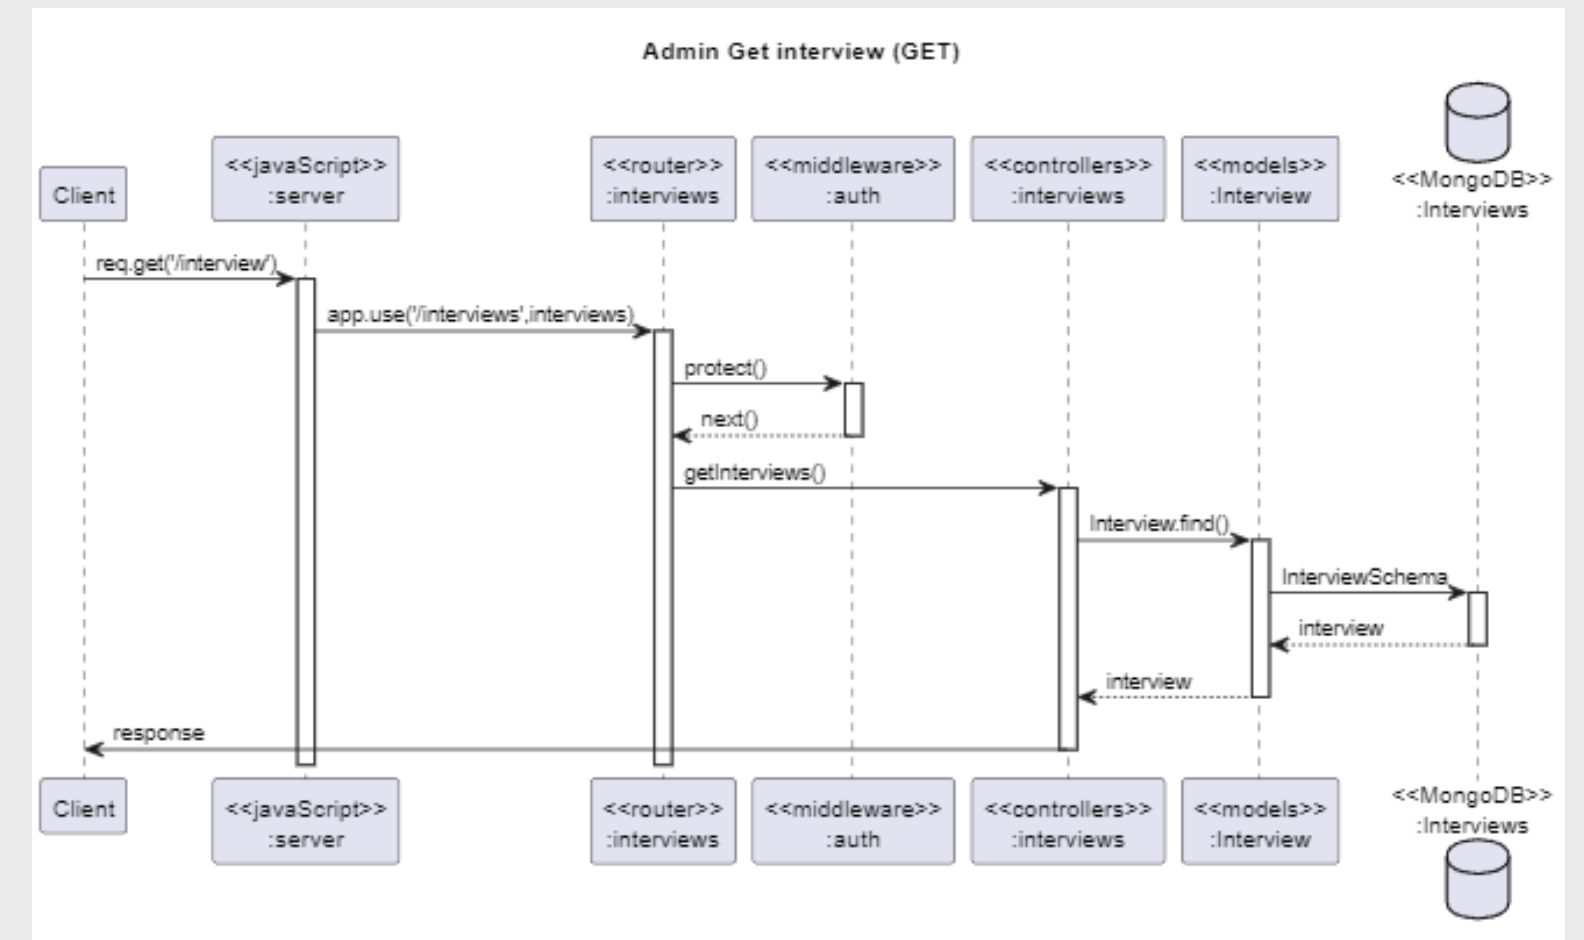 Admin Get interview (GET)
Client
<<javaScript>>
:server
<<router>>
:interviews
<<middleware>>
:auth
<<controllers>>
:interviews
<<models>>
:Interview
<<MongoDB>>
:Interviews
req.get('/interview')
app.use('/interviews',interviews)
protect()
next()
getInterviews()
Interview.find()
InterviewSchema
interview
interview
response
Client
<<javaScript>>
:server
<<router>>
:interviews
<<middleware>>
:auth
<<controllers>>
:interviews
<<models>>
:Interview
<<MongoDB>>
:Interviews